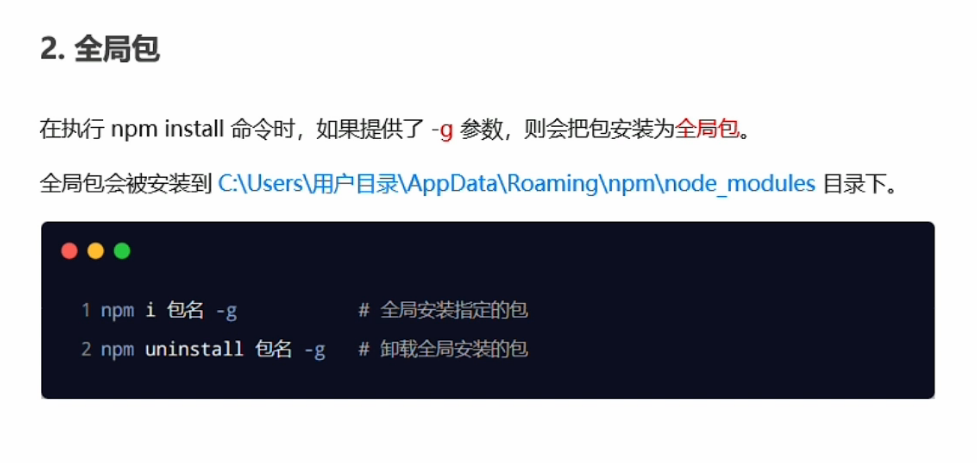 2. 全局包
在执行 npm install 命令时，如果提供了 -g 参数，则会把包安装为全局包。
全局包会被安装到 C:\Users\用户目录\AppData\Roaming\npm\node_modules 目录下。
1 npm i 包名 -g # 全局安装指定的包
2 npm uninstall 包名 -g # 卸载全局安装的包